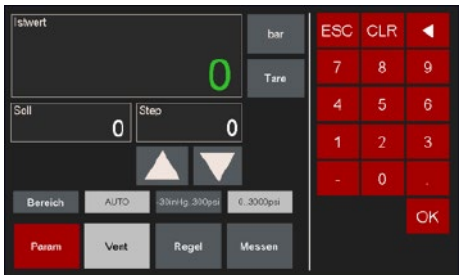 Istwert
bar
0
Tare
Soll
0
Step
0
Bereich
AUTO
-30inHg..300psi
0..3000psi
Param
Vent
Regel
Messen
ESC CLR
7 8 9
4 5 6
1 2 3
- 0 .
OK